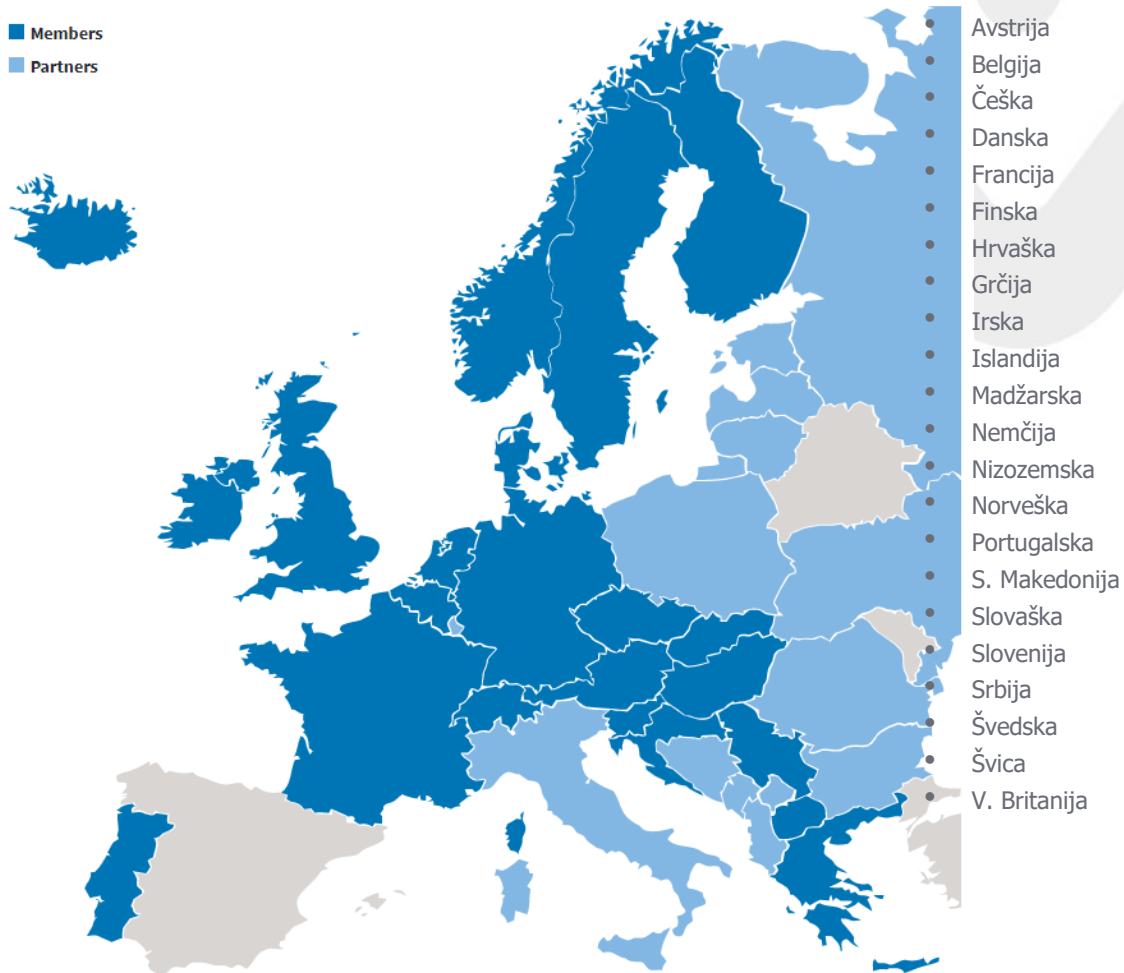 Members
Partners
Avstrija
Belgija
Češka
Danska
Francija
Finska
Hrvaška
Grčija
Irska
Islandija
Madžarska
Nemčija
Nizozemska
Norveška
Portugalska
S. Makedonija
Slovaška
Slovenija
Srbija
Švedska
Švica
V. Britanija